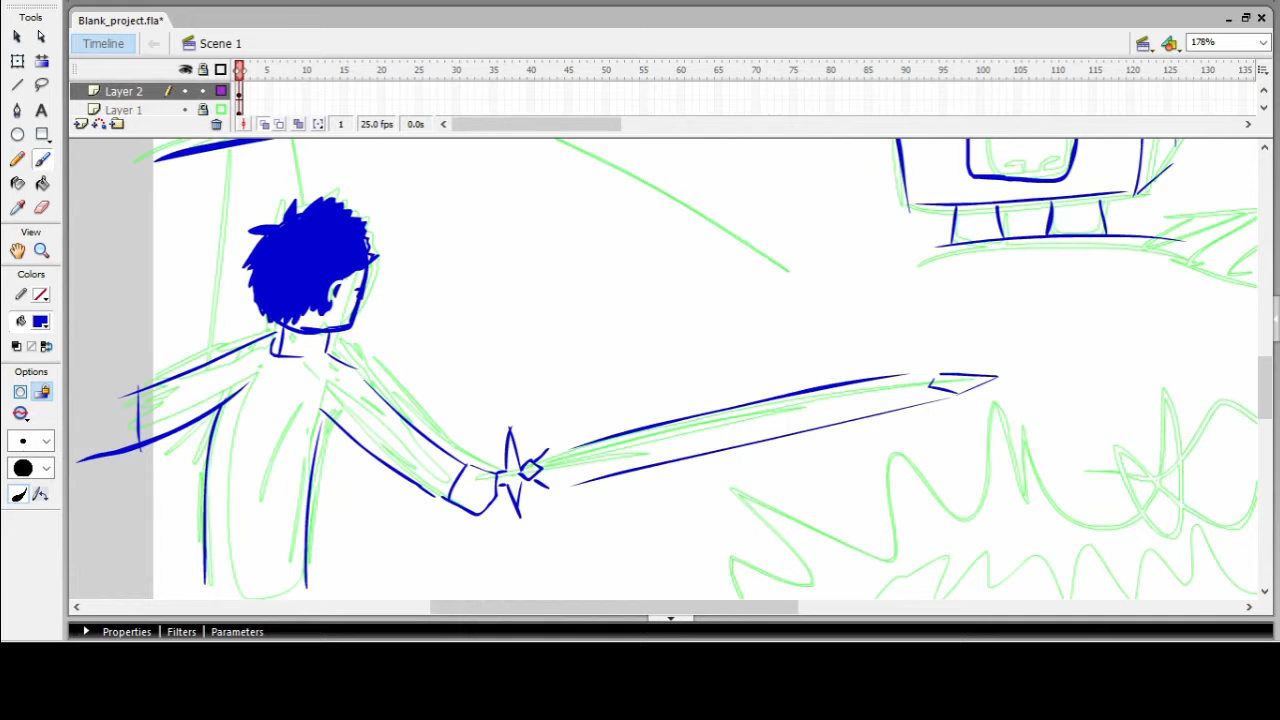 Tools
Blank_project.fla*
Timeline
Scene 1
178%
5 10 15 20 25 30 35 40 45 50 55 60 65 70 75 80 85 90 95 100 105 110 115 120 125 130 135
Layer 2
Layer 1
1 25.0 fps 0.0s
View
Colors
Options
Properties Filters Parameters